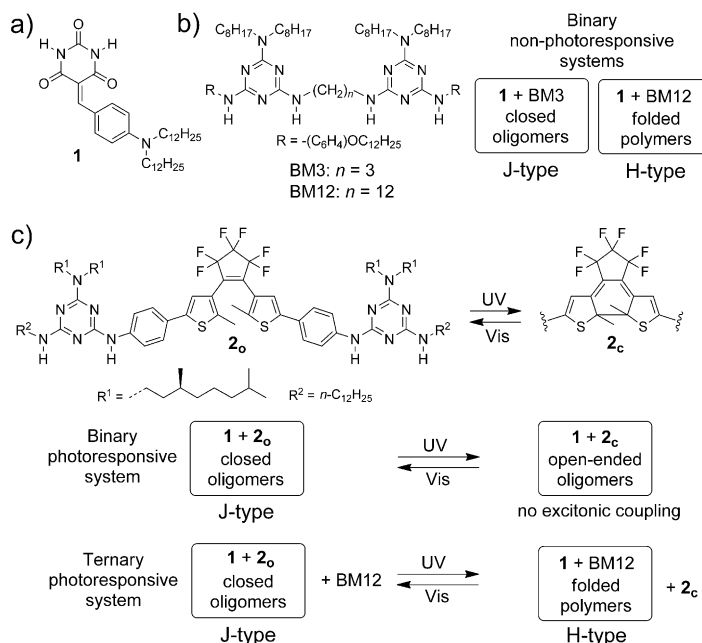 a)
O
H
N
N
H
O
O
N
C12H25
C12H25
1
b)
C8H17
C8H17
C8H17
C8H17
N
N
N
N
N
N
N
N
R
N
H
N
H
(CH2)n
N
H
N
H
R
R = -(C6H4)OC12H25
BM3: n = 3
BM12: n = 12
Binary
non-photoresponsive
systems
1 + BM3
closed
oligomers
1 + BM12
folded
polymers
J-type
H-type
c)
F
F
F
F
F
F
R1
R1
R1
R1
N
N
N
N
N
N
N
N
R2
N
H
N
H
S
S
N
H
N
H
R2
2o
UV
Vis
F
F
F
F
F
F
S
S
2c
R1 =
R2 = n-C12H25
Binary
photoresponsive
system
1 + 2o
closed
oligomers
J-type
UV
Vis
1 + 2c
open-ended
oligomers
no excitonic coupling
Ternary
photoresponsive
system
1 + 2o
closed
oligomers
J-type
+ BM12
UV
Vis
1 + BM12
folded
polymers
H-type
+ 2c